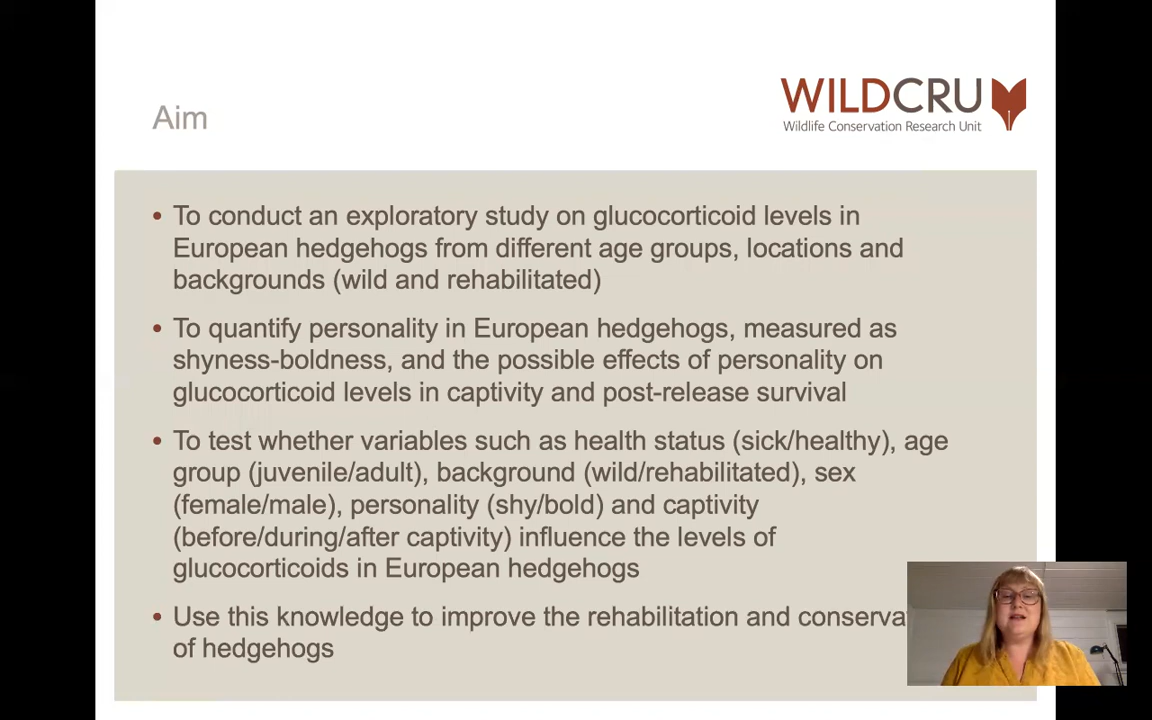 Aim
WILDCRU
Wildlife Conservation Research Unit
• To conduct an exploratory study on glucocorticoid levels in
European hedgehogs from different age groups, locations and
backgrounds (wild and rehabilitated)
• To quantify personality in European hedgehogs, measured as
shyness-boldness, and the possible effects of personality on
glucocorticoid levels in captivity and post-release survival
• To test whether variables such as health status (sick/healthy), age
group (juvenile/adult), background (wild/rehabilitated), sex
(female/male), personality (shy/bold) and captivity
(before/during/after captivity) influence the levels of
glucocorticoids in European hedgehogs
• Use this knowledge to improve the rehabilitation and conservat
of hedgehogs